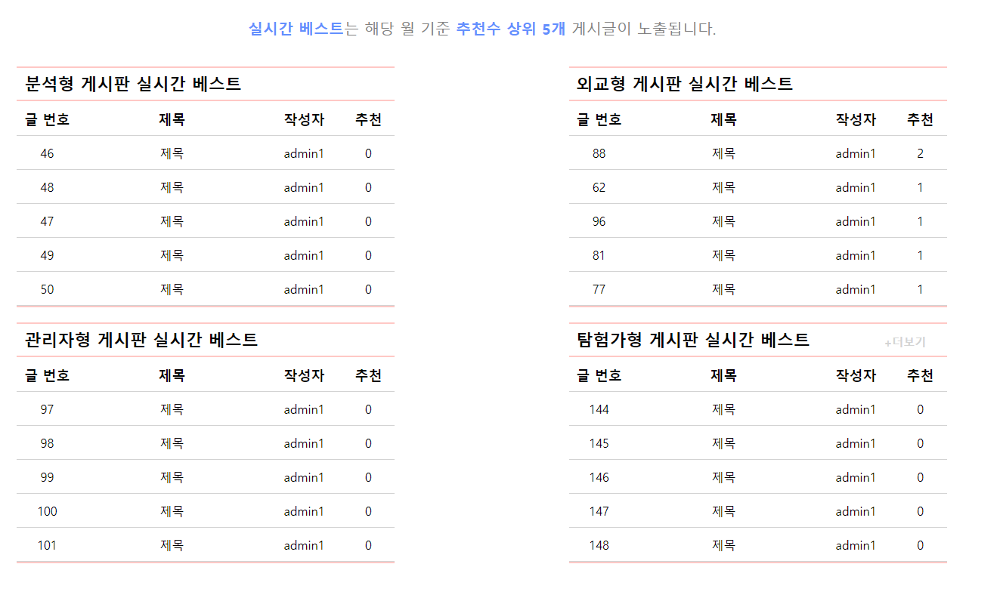 실시간 베스트는 해당 월 기준 추천수 상위 5개 게시글이 노출됩니다.
분석형 게시판 실시간 베스트
글 번호 제목 작성자 추천
46 제목 admin1 0
48 제목 admin1 0
47 제목 admin1 0
49 제목 admin1 0
50 제목 admin1 0
외교형 게시판 실시간 베스트
글 번호 제목 작성자 추천
88 제목 admin1 2
62 제목 admin1 1
96 제목 admin1 1
81 제목 admin1 1
77 제목 admin1 1
관리자형 게시판 실시간 베스트
글 번호 제목 작성자 추천
97 제목 admin1 0
98 제목 admin1 0
99 제목 admin1 0
100 제목 admin1 0
101 제목 admin1 0
탐험가형 게시판 실시간 베스트 +더보기
글 번호 제목 작성자 추천
144 제목 admin1 0
145 제목 admin1 0
146 제목 admin1 0
147 제목 admin1 0
148 제목 admin1 0